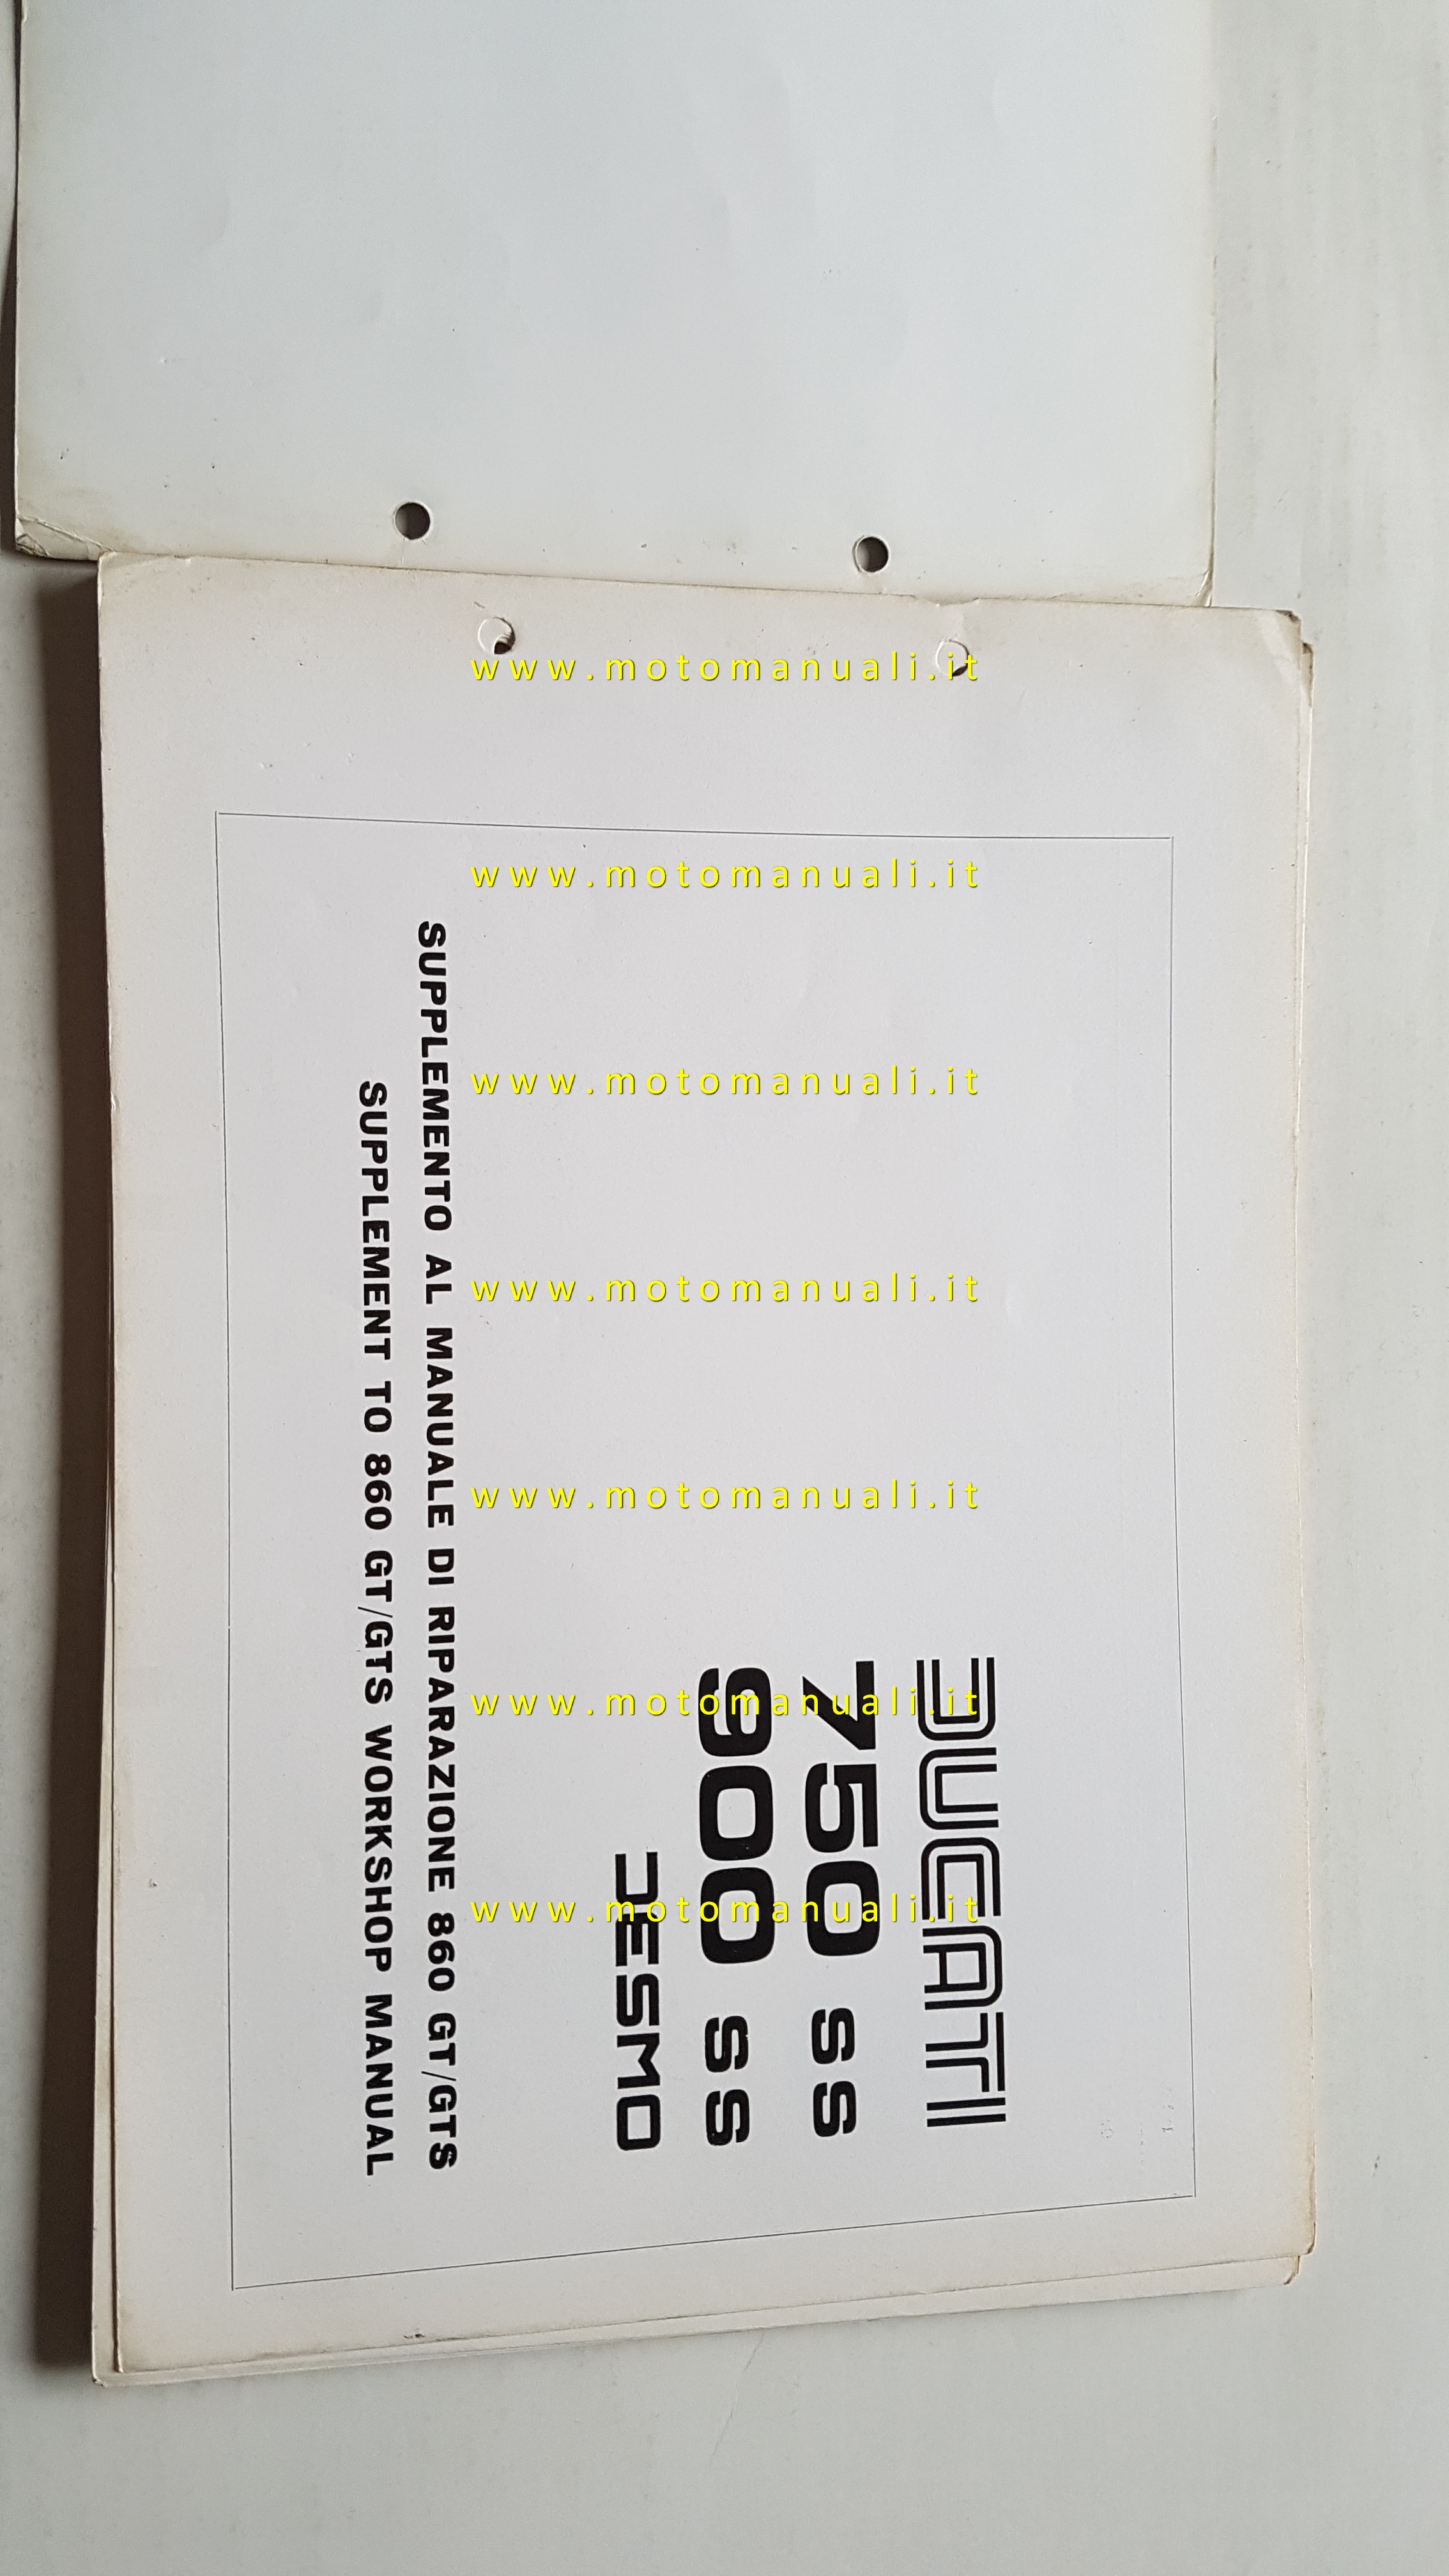 DUCATI
750 SS
900 SS
DESMO
SUPPLEMENTO AL MANUALE DI RIPARAZIONE 860 GT/GTS
SUPPLEMENT TO 860 GT/GTS WORKSHOP MANUAL
www.motomanuali.it
www.motomanuali.it
www.motomanuali.it
www.motomanuali.it
www.motomanuali.it
www.motomanuali.it
www.motomanuali.it